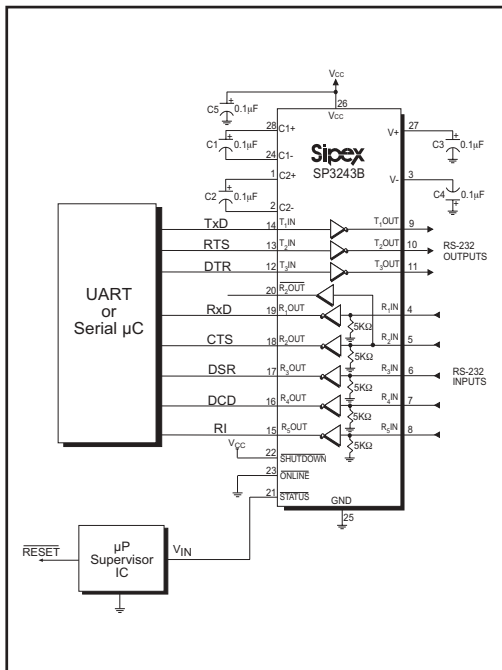 VCC
C5 + 0.1µF
26
VCC
28 C1+
C1 + 0.1µF
24 C1-
1 C2+
C2 + 0.1µF
2 C2-
Sipex
SP3243B
V+ 27
C3 + 0.1µF
V- 3
C4 + 0.1µF
UART
or
Serial µC
TxD 14 T1IN T1OUT 9
RTS 13 T2IN T2OUT 10
DTR 12 T3IN T3OUT 11
RS-232
OUTPUTS
20 R2OUT
RxD 19 R1OUT R1IN 4
5KΩ
CTS 18 R2OUT R2IN 5
5KΩ
DSR 17 R3OUT R3IN 6
5KΩ
DCD 16 R4OUT R4IN 7
5KΩ
RI 15 R5OUT R5IN 8
5KΩ
RS-232
INPUTS
VCC
22 SHUTDOWN
23 ONLINE
21 STATUS
GND
25
RESET
µP
Supervisor
IC
VIN